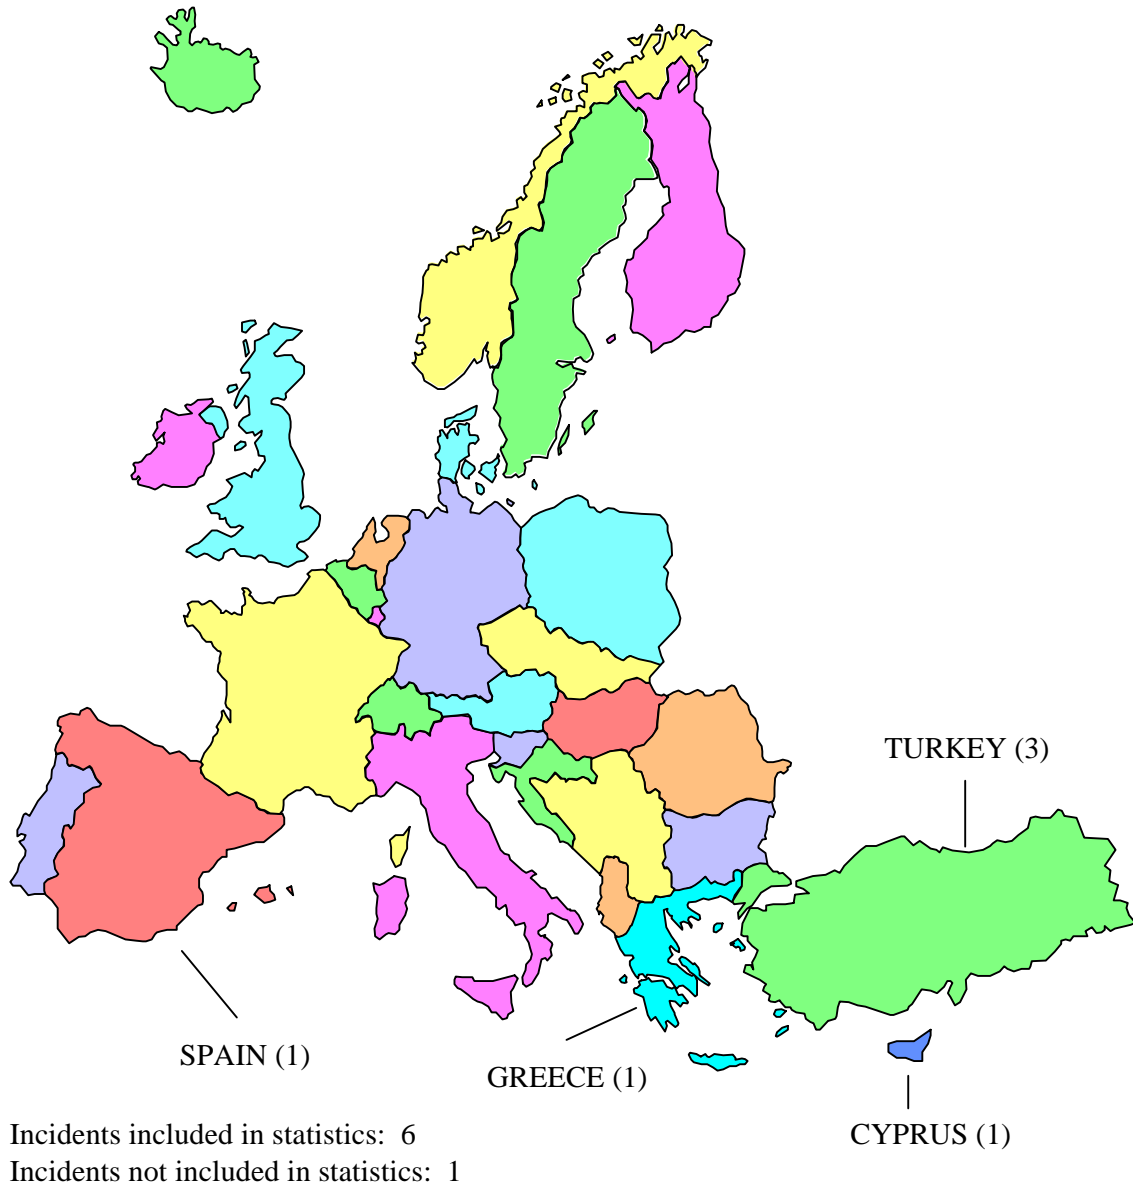 TURKEY (3)
SPAIN (1)
GREECE (1)
CYPRUS (1)
Incidents included in statistics: 6
Incidents not included in statistics: 1